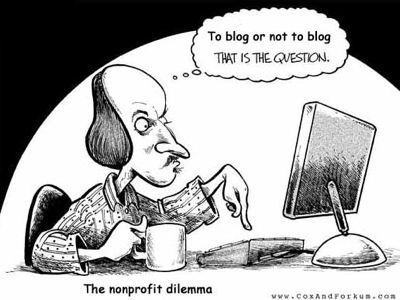 To blog or not to blog
THAT IS THE QUESTION.
The nonprofit dilemma
www.CoxAndForkum.com